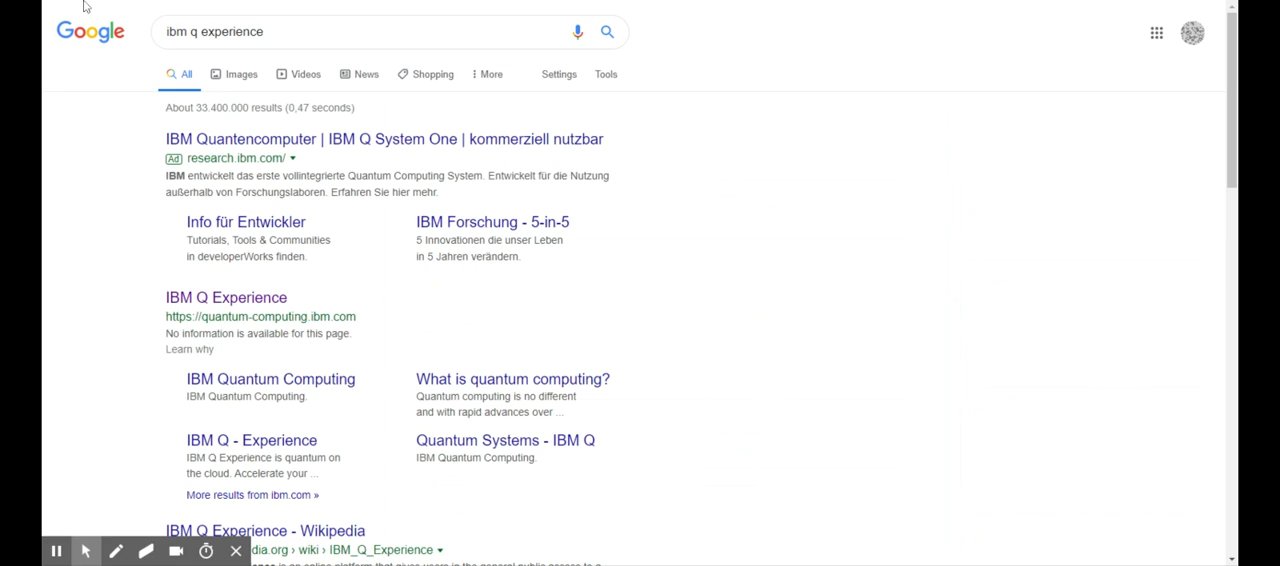 Google
ibm q experience
All Images Videos News Shopping More Settings Tools
About 33.400.000 results (0,47 seconds)
IBM Quantencomputer | IBM Q System One | kommerziell nutzbar
Ad research.ibm.com/
IBM entwickelt das erste vollintegrierte Quantum Computing System. Entwickelt für die Nutzung
außerhalb von Forschungslaboren. Erfahren Sie hier mehr.
Info für Entwickler
Tutorials, Tools & Communities
in developerWorks finden.
IBM Forschung - 5-in-5
5 Innovationen die unser Leben
in 5 Jahren verändern.
IBM Q Experience
https://quantum-computing.ibm.com
No information is available for this page.
Learn why
IBM Quantum Computing
IBM Quantum Computing.
What is quantum computing?
Quantum computing is no different
and with rapid advances over ...
IBM Q - Experience
IBM Q Experience is quantum on
the cloud. Accelerate your ...
Quantum Systems - IBM Q
IBM Quantum Computing.
More results from ibm.com »
IBM Q Experience - Wikipedia
dia.org › wiki › IBM_Q_Experience